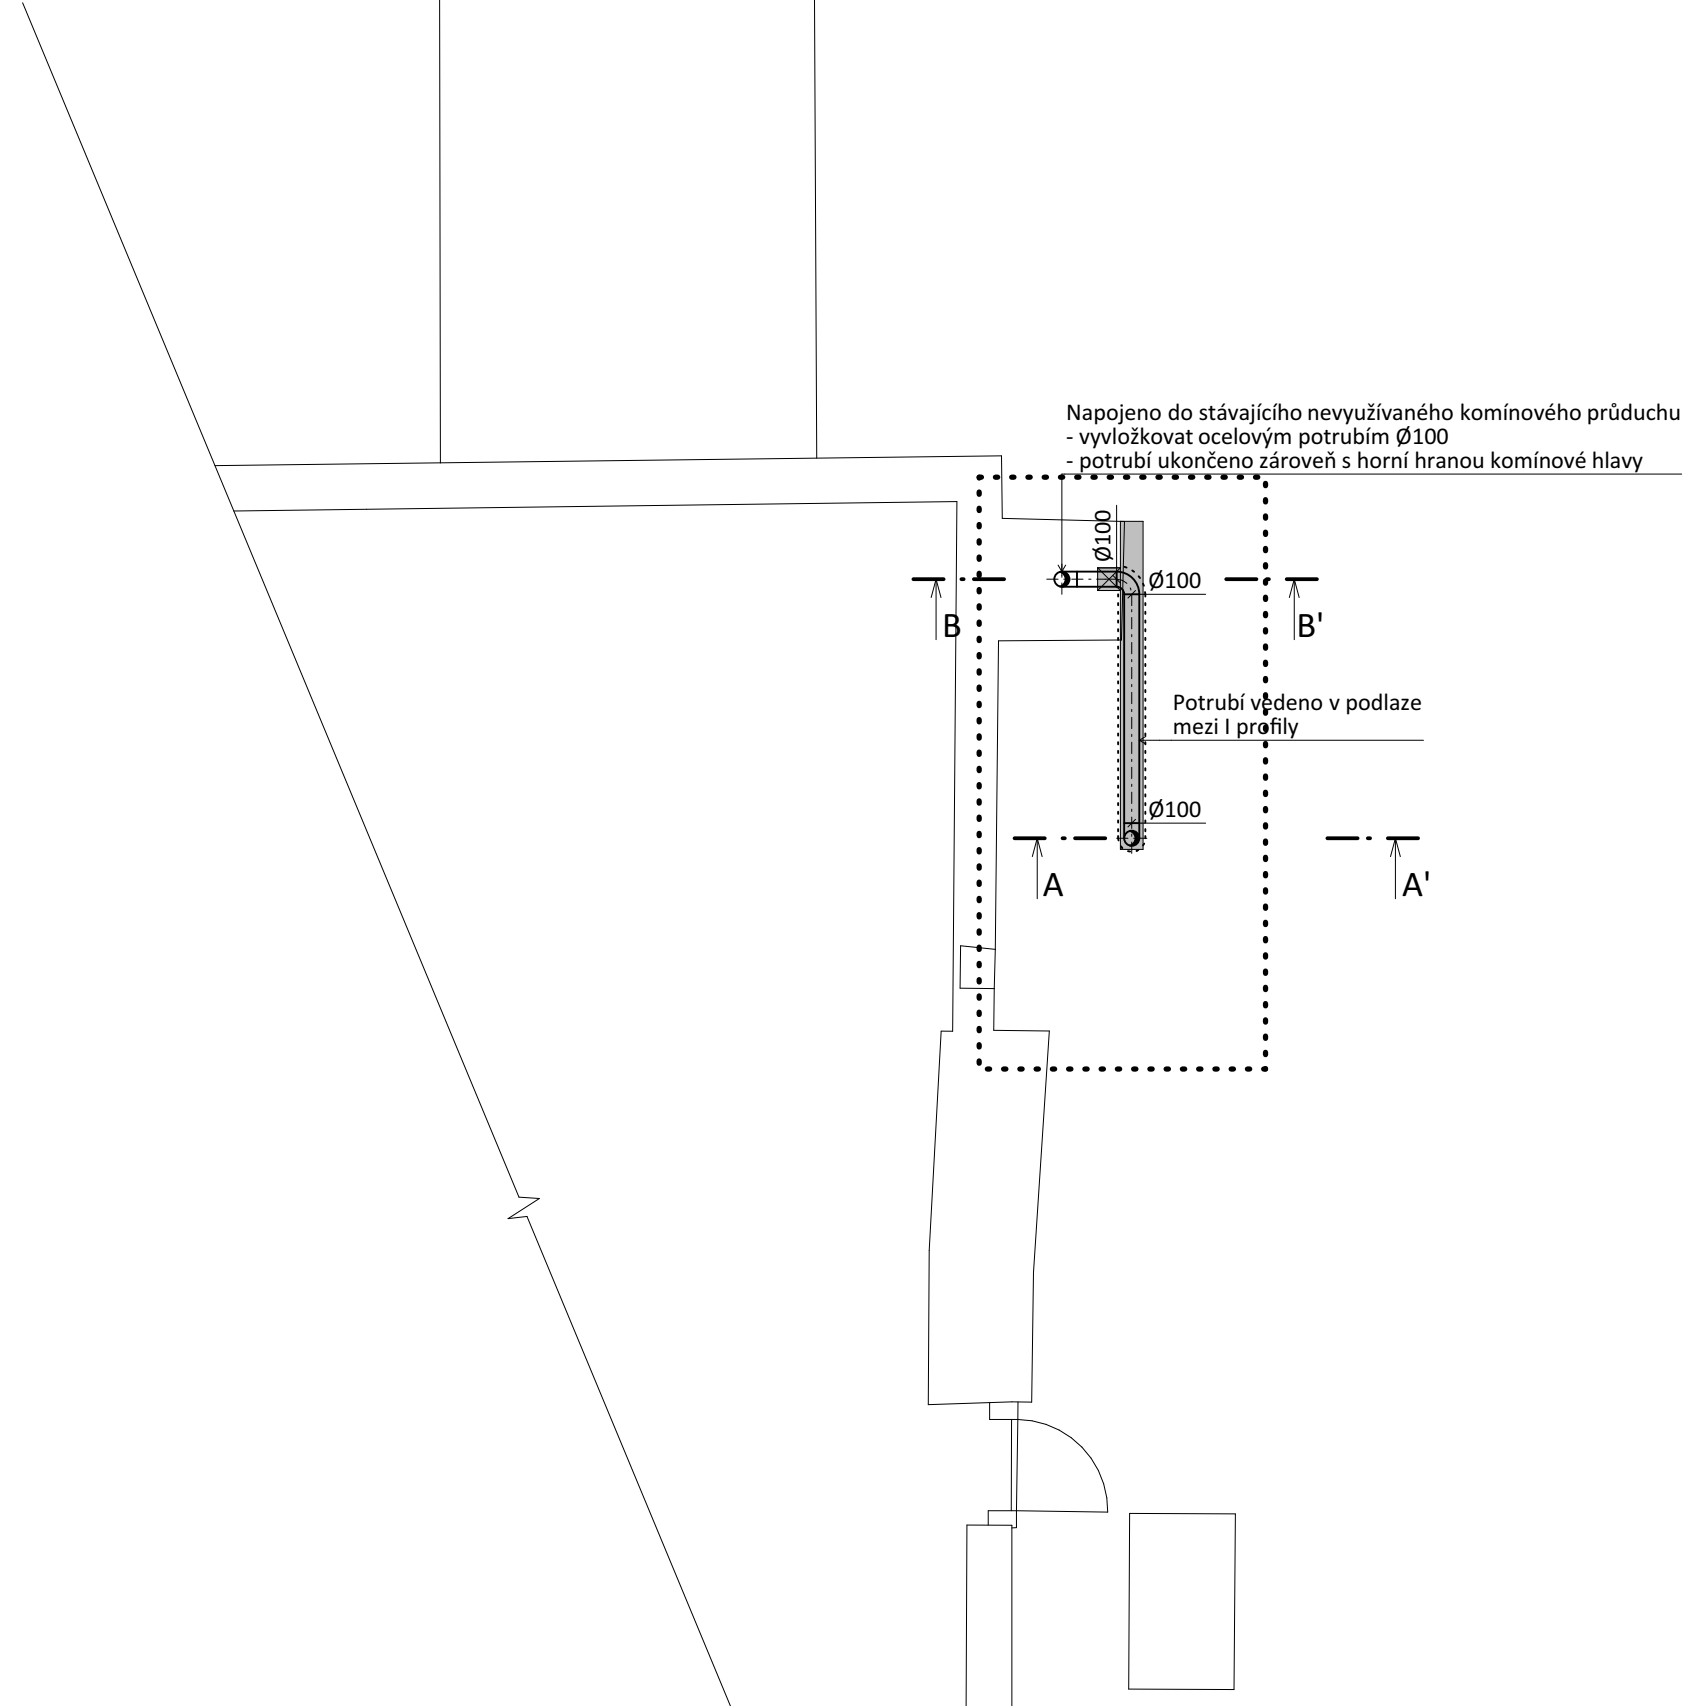 Napojeno do stávajícího nevyužívaného komínového průduchu
- vyvložkovat ocelovým potrubím Ø100
- potrubí ukončeno zároveň s horní hranou komínové hlavy
Ø100
Ø100
B
B'
Potrubí vedeno v podlaze
mezi I profily
Ø100
A
A'